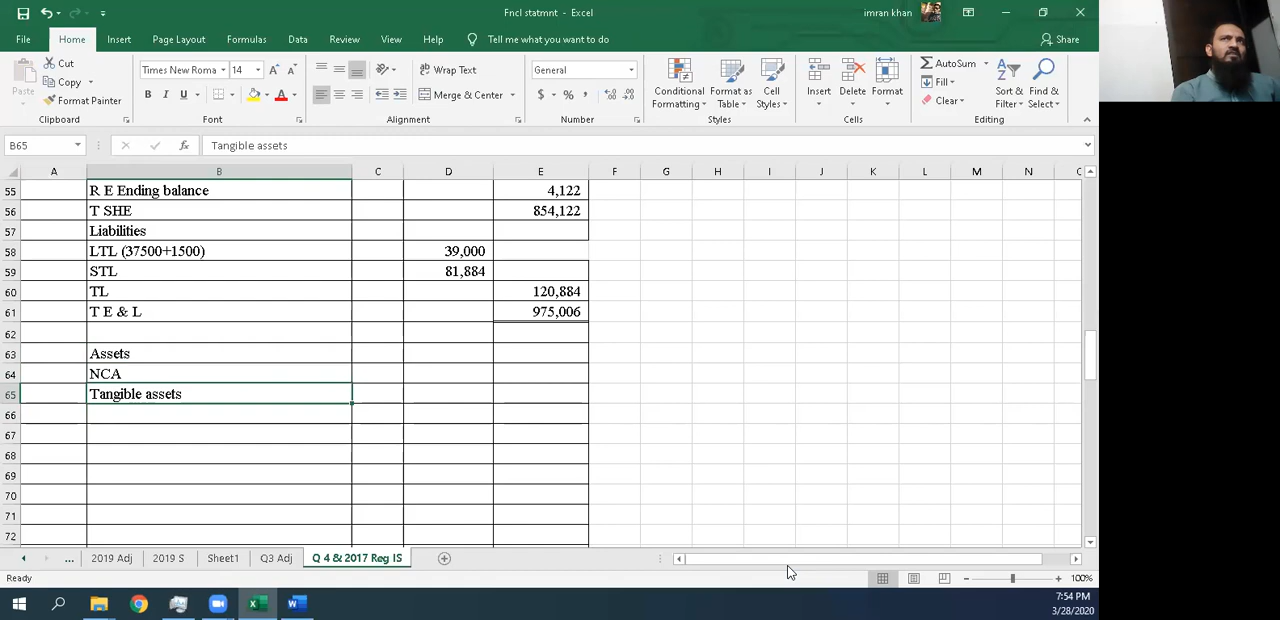 Fncl statmnt - Excel
imran khan
File Home Insert Page Layout Formulas Data Review View Help Tell me what you want to do Share
Cut
Copy
Format Painter
Paste
Clipboard
Times New Roma 14 A A
B I U A
Font
Wrap Text
Merge & Center
Alignment
General
$ % ,
Number
Conditional Formatting
Format as Table
Cell Styles
Styles
Insert Delete Format
Cells
AutoSum
Fill
Clear
Sort & Filter
Find & Select
Editing
B65 fx Tangible assets
A B C D E F G H I J K L M N
55 R E Ending balance 4,122
56 T SHE 854,122
57 Liabilities
58 LTL (37500+1500) 39,000
59 STL 81,884
60 TL 120,884
61 T E & L 975,006
62
63 Assets
64 NCA
65 Tangible assets
66
67
68
69
70
71
72
... 2019 Adj 2019 S Sheet1 Q3 Adj Q 4 & 2017 Reg IS
Ready 100%
7:54 PM
3/28/2020